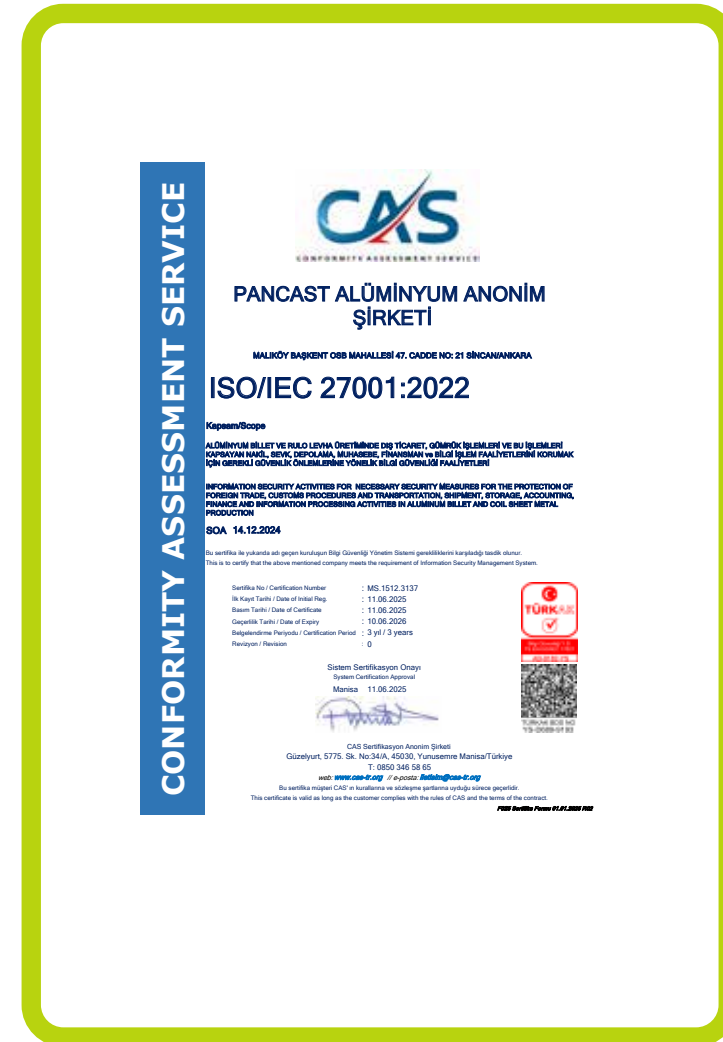 CONFORMITY ASSESSMENT SERVICE
CAS
CONFORMITY ASSESSMENT SERVICE
PANCAST ALÜMİNYUM ANONİM
ŞİRKETİ
MALIKÖY BAŞKENT OSB MAHALLESİ 47. CADDE NO: 21 SİNCAN/ANKARA
ISO/IEC 27001:2022
Kapsam/Scope
ALÜMİNYUM BİLLET VE RULO LEVHA ÜRETİMİNDE DIŞ TİCARET, GÜMRÜK İŞLEMLERİ VE BU İŞLEMLERİ
KAPSAYAN NAKİL, SEVK, DEPOLAMA, MUHASEBE, FİNANSMAN ve BİLGİ İŞLEM FAALİYETLERİNİ KORUMAK
İÇİN GEREKLİ GÜVENLİK ÖNLEMLERİNE YÖNELİK BİLGİ GÜVENLİĞİ FAALİYETLERİ
INFORMATION SECURITY ACTIVITIES FOR NECESSARY SECURITY MEASURES FOR THE PROTECTION OF
FOREIGN TRADE, CUSTOMS PROCEDURES AND TRANSPORTATION, SHIPMENT, STORAGE, ACCOUNTING,
FINANCE AND INFORMATION PROCESSING ACTIVITIES IN ALUMINUM BILLET AND COIL SHEET METAL
PRODUCTION
SOA 14.12.2024
Bu sertifika ile yukarıda adı geçen kuruluşun Bilgi Güvenliği Yönetim Sistemi gerekliliklerini karşıladığı tasdik olunur.
This is to certify that the above mentioned company meets the requirement of Information Security Management System.
Sertifika No / Certification Number : MS.1512.3137
İlk Kayıt Tarihi / Date of Initial Reg. : 11.06.2025
Basım Tarihi / Date of Certificate : 11.06.2025
Geçerlilik Tarihi / Date of Expiry : 10.06.2026
Belgelendirme Periyodu / Certification Period : 3 yıl / 3 years
Revizyon / Revision : 0
TÜRKAK
TÜRKAK BDS NO
Sistem Sertifikasyon Onayı
System Certification Approval
Manisa 11.06.2025
CAS Sertifikasyon Anonim Şirketi
Güzelyurt, 5775. Sk. No:34/A, 45030, Yunusemre Manisa/Türkiye
T: 0850 346 58 65
web: www.cas-tr.org // e-posta: iletisim@cas-tr.org
Bu sertifika müşteri CAS' ın kurallarına ve sözleşme şartlarına uyduğu sürece geçerlidir.
This certificate is valid as long as the customer complies with the rules of CAS and the terms of the contract.